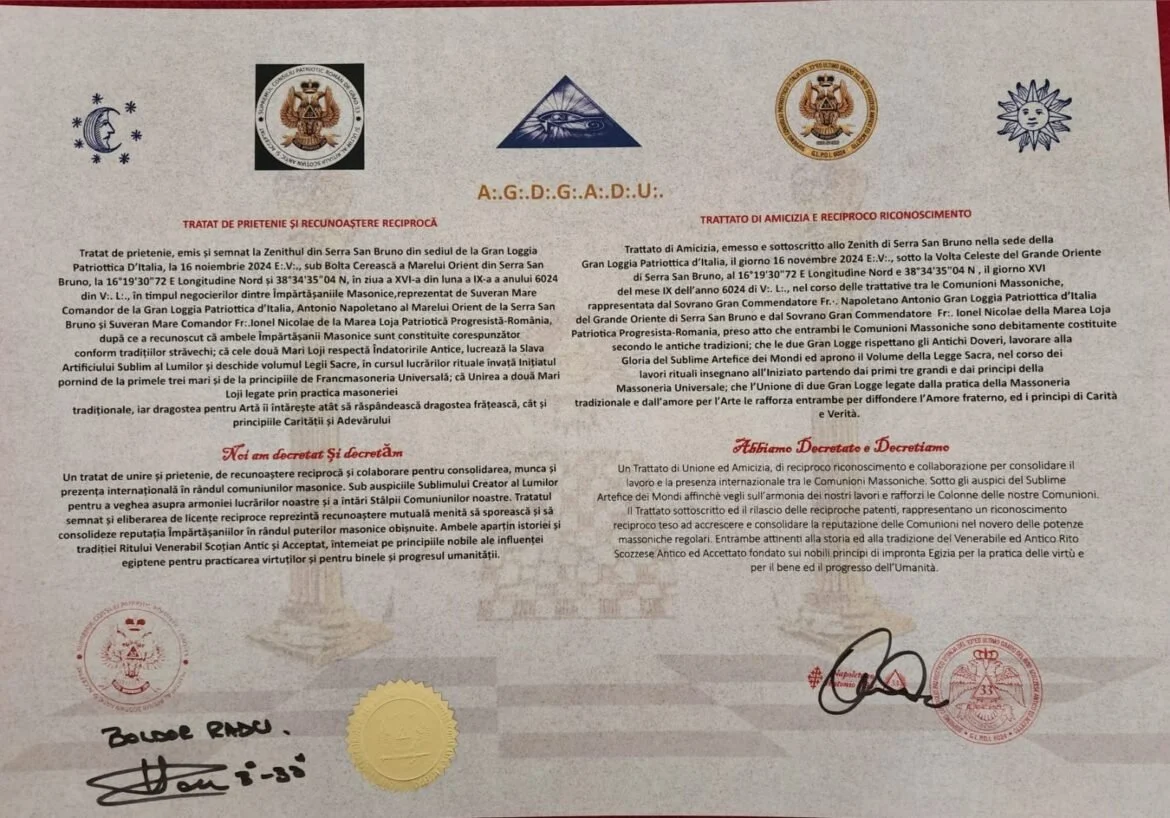 SUPREMUL CONSILIU PATRIOTIC ROMÂN DE GRAD 33
ȘI ULTIM AL RITULUI SCOȚIAN ANTIC ȘI ACCEPTAT
G.L.P.D.I. 6024
A:.G:.D:.G:.A:.D:.U:.
TRATAT DE PRIETENIE ȘI RECUNOAȘTERE RECIPROCĂ
Tratat de prietenie, emis și semnat la Zenithul din Serra San Bruno din sediul de la Gran Loggia
Patriottica D’Italia, la 16 noiembrie 2024 E:.V:., sub Bolta Cerească a Marelui Orient din Serra San
Bruno, la 16°19'30"72 E Longitudine Nord și 38°34'35"04 N, în ziua a XVI-a din luna a IX-a a anului 6024
din V:. L:., în timpul negocierilor dintre Împărtășaniile Masonice,reprezentat de Suveran Mare
Comandor de la Gran Loggia Patriottica d’Italia, Antonio Napoletano al Marelui Orient de la Serra San
Bruno și Suveran Mare Comandor Fr:.Ionel Nicolae de la Marea Loja Patriotică Progresistă-România,
după ce a recunoscut că ambele Împărtășanii Masonice sunt constituite corespunzător
conform tradițiilor străvechi; că cele două Mari Loji respectă Îndatoririle Antice, lucrează la Slava
Artificiului Sublim al Lumilor și deschide volumul Legii Sacre, în cursul lucrărilor rituale învață Inițiatul
pornind de la primele trei mari și de la principiile de Francmasoneria Universală; că Unirea a două Mari
Loji legate prin practica masoneriei
tradiționale, iar dragostea pentru Artă îi întărește atât să răspândească dragostea frățească, cât și
principiile Carității și Adevărului
Noi am decretat Și decretăm
Un tratat de unire și prietenie, de recunoaștere reciprocă și colaborare pentru consolidarea, munca și
prezența internațională în rândul comuniunilor masonice. Sub auspiciile Sublimului Creator al Lumilor
pentru a veghea asupra armoniei lucrărilor noastre și a întări Stâlpii Comuniunilor noastre. Tratatul
semnat și eliberarea de licențe reciproce reprezintă recunoaștere mutuală menită să sporească și să
consolideze reputația Împărtășaniilor în rândul puterilor masonice obișnuite. Ambele aparțin istoriei și
tradiției Ritului Venerabil Scoțian Antic și Acceptat, întemeiat pe principiile nobile ale influenței
egiptene pentru practicarea virtuților și pentru binele și progresul umanității.
TRATTATO DI AMICIZIA E RECIPROCO RICONOSCIMENTO
Trattato di Amicizia, emesso e sottoscritto allo Zenith di Serra San Bruno nella sede della
Gran Loggia Patriottica d’Italia, il giorno 16 novembre 2024 E:.V:., sotto la Volta Celeste del Grande Oriente
di Serra San Bruno, al 16°19'30"72 E Longitudine Nord e 38°34'35"04 N , il giorno XVI
del mese IX dell’anno 6024 di V:. L:., nel corso delle trattative tra le Comunioni Massoniche,
rappresentata dal Sovrano Gran Commendatore Fr.·. Napoletano Antonio Gran Loggia Patriottica d’Italia
del Grande Oriente di Serra San Bruno e dal Sovrano Gran Commendatore Fr:. Ionel Nicolae della Marea Loja
Patriotica Progresista-Romania, preso atto che entrambi le Comunioni Massoniche sono debitamente costituite
secondo le antiche tradizioni; che le due Gran Logge rispettano gli Antichi Doveri, lavorare alla
Gloria del Sublime Artefice dei Mondi ed aprono il Volume della Legge Sacra, nel corso dei
lavori rituali insegnano all’Iniziato partendo dai primi tre grandi e dai principi della
Massoneria Universale; che l’Unione di due Gran Logge legate dalla pratica della Massoneria
tradizionale e dall’amore per l’Arte le rafforza entrambe per diffondere l’Amore fraterno, ed i principi di Carità
e Verità.
Abbiamo Decretato e Decretiamo
Un Trattato di Unione ed Amicizia, di reciproco riconoscimento e collaborazione per consolidare il
lavoro e la presenza internazionale tra le Comunioni Massoniche. Sotto gli auspici del Sublime
Artefice dei Mondi affinchè vegli sull’armonia dei nostri lavori e rafforzi le Colonne delle nostre Comunioni.
Il Trattato sottoscritto ed il rilascio delle reciproche patenti, rappresentano un riconoscimento
reciproco teso ad accrescere e consolidare la reputazione delle Comunioni nel novero delle potenze
massoniche regolari. Entrambe attinenti alla storia ed alla tradizione del Venerabile ed Antico Rito
Scozzese Antico ed Accettato fondato sui nobili principi di impronta Egizia per la pratica delle virtù e
per il bene ed il progresso dell’Umanità.
BOLDOR RADU.
Napoletano
Antonio
33
G.L.P.D.I. 6024